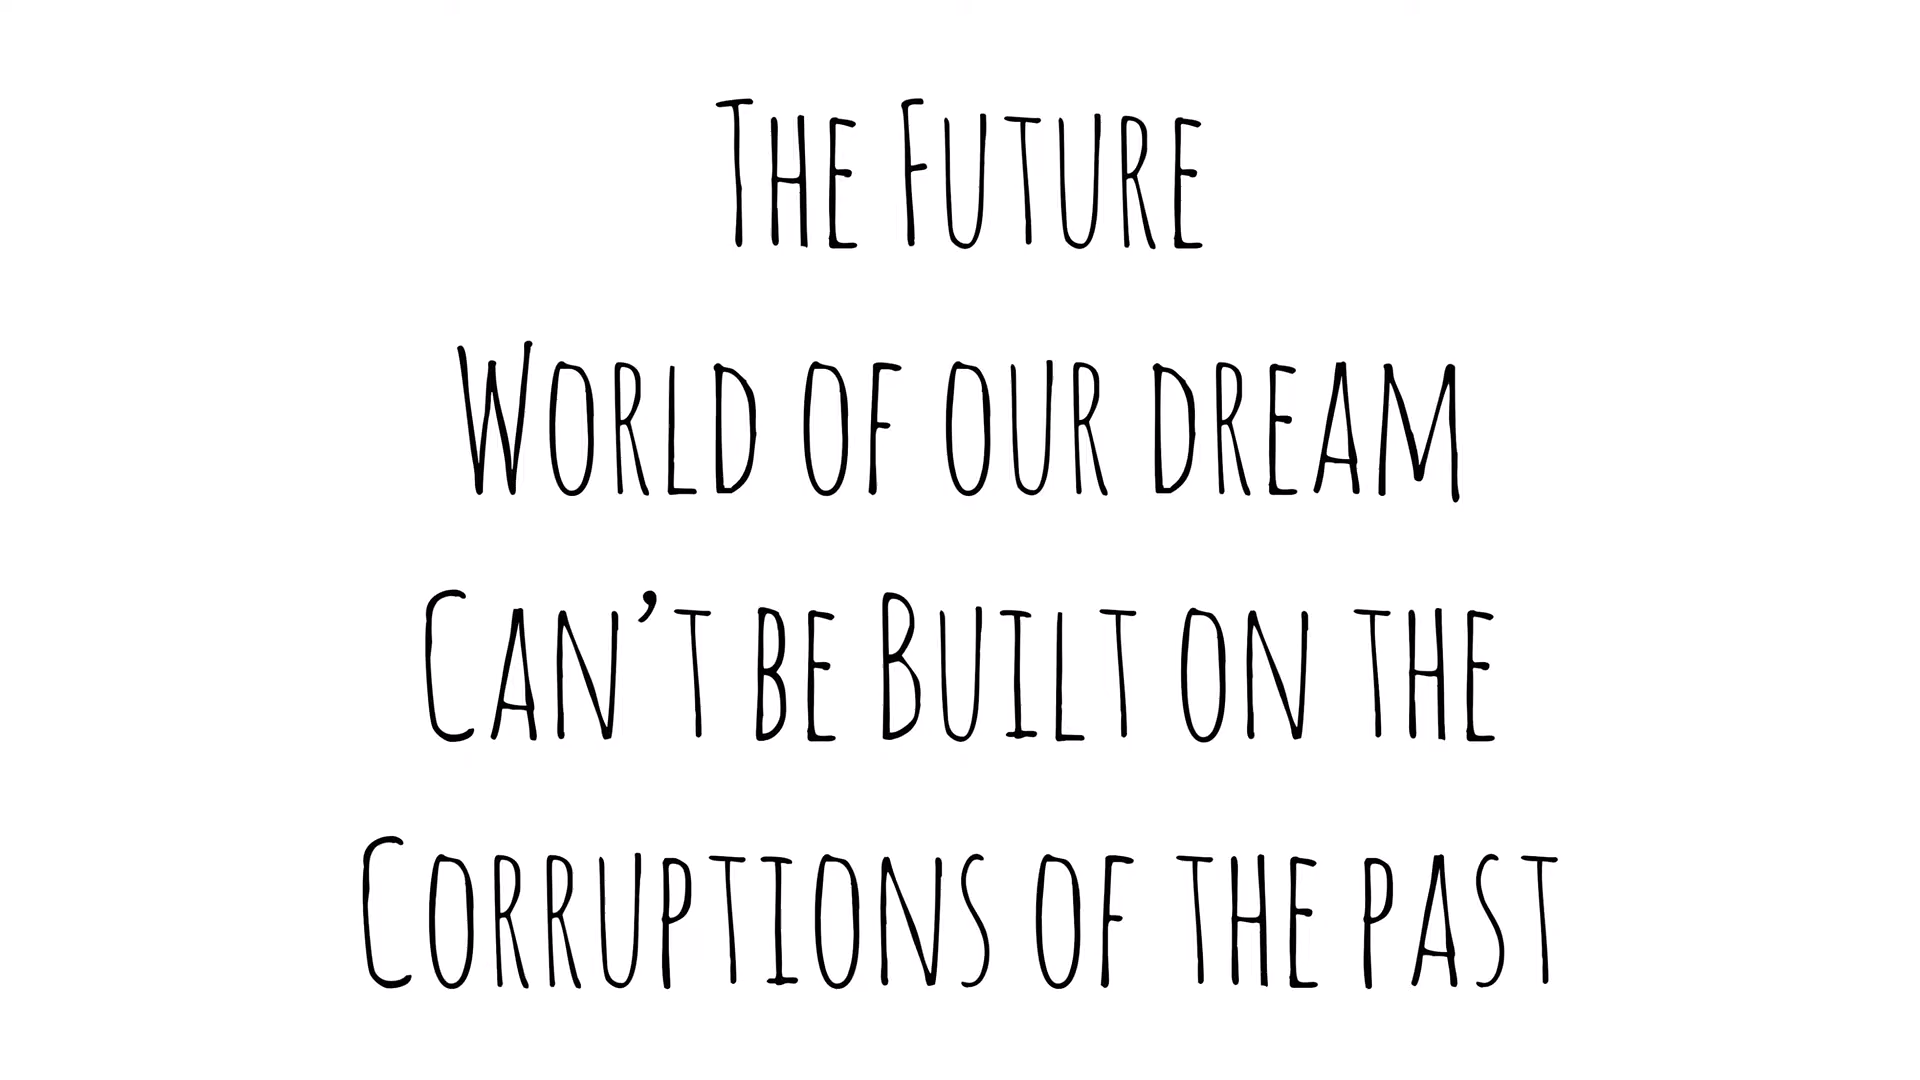 The Future
World of our dream
Can’t be Built on the
Corruptions of the past